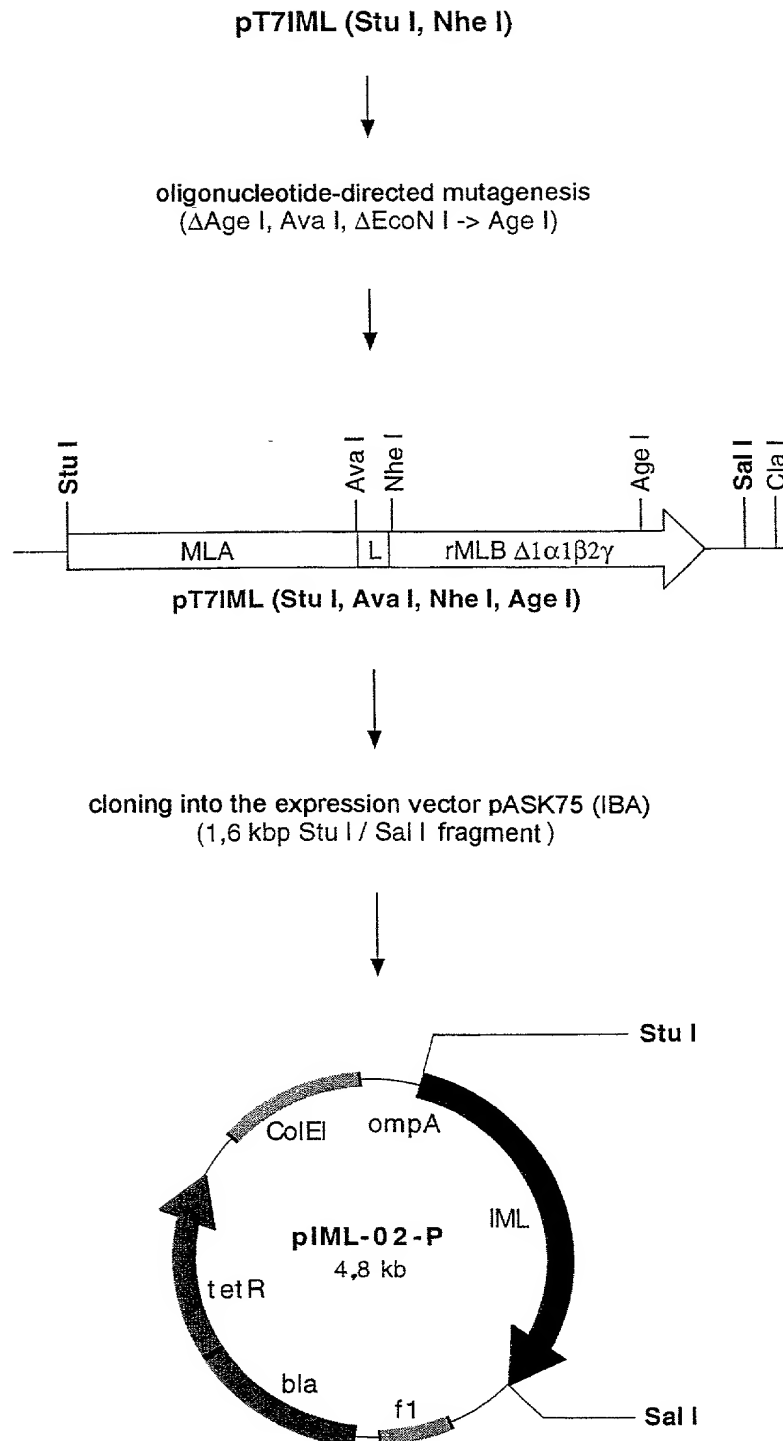 pT7IML (Stu I, Nhe I)
oligonucleotide-directed mutagenesis
(ΔAge I, Ava I, ΔEcoN I -> Age I)
Stu I
Ava I
Nhe I
Age I
Sal I
Cla I
MLA
L
rMLB Δ1α1β2γ
pT7IML (Stu I, Ava I, Nhe I, Age I)
cloning into the expression vector pASK75 (IBA)
(1,6 kbp Stu I / Sal I fragment)
Stu I
ColEI
ompA
IML
pIML-02-P
4,8 kb
tetR
bla
f1
Sal I